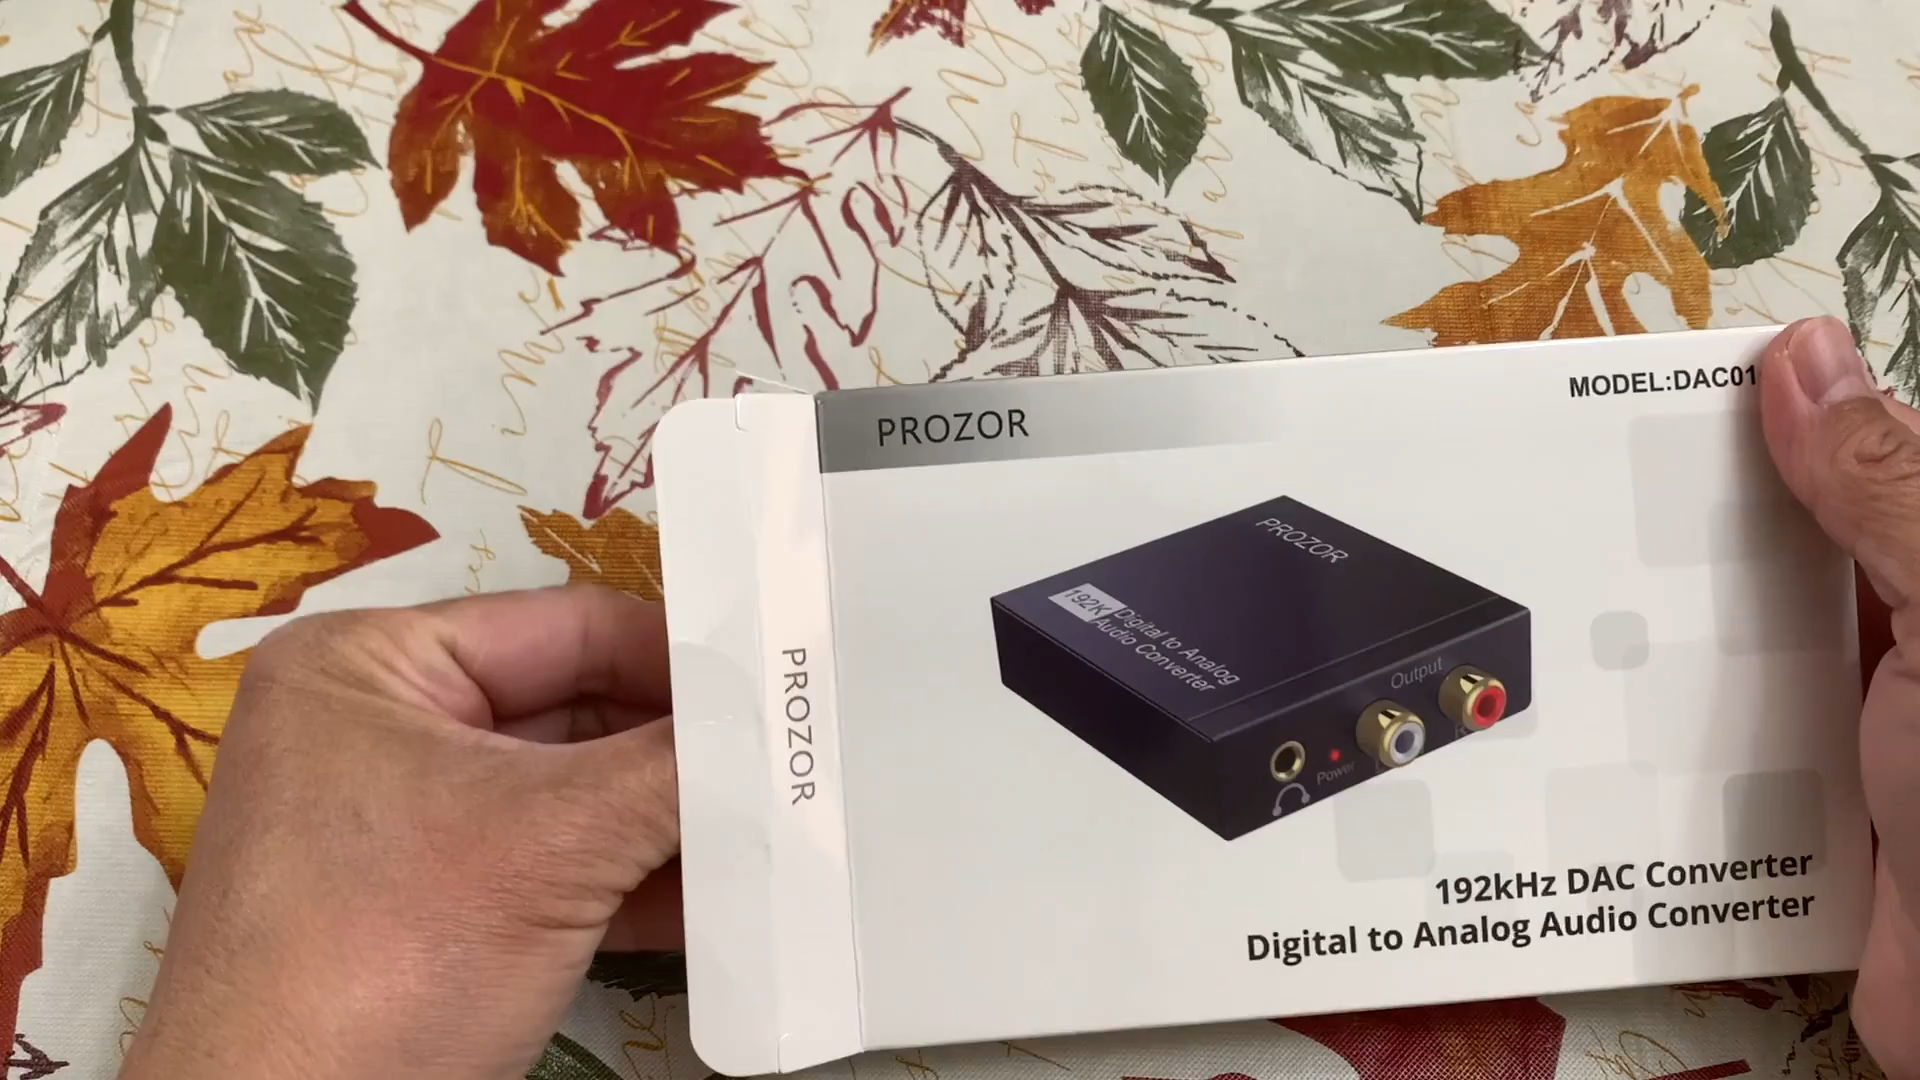 PROZOR
MODEL:DAC01
PROZOR
PROZOR
192K Digital to Analog
Audio Converter
Output
Power
192kHz DAC Converter
Digital to Analog Audio Converter